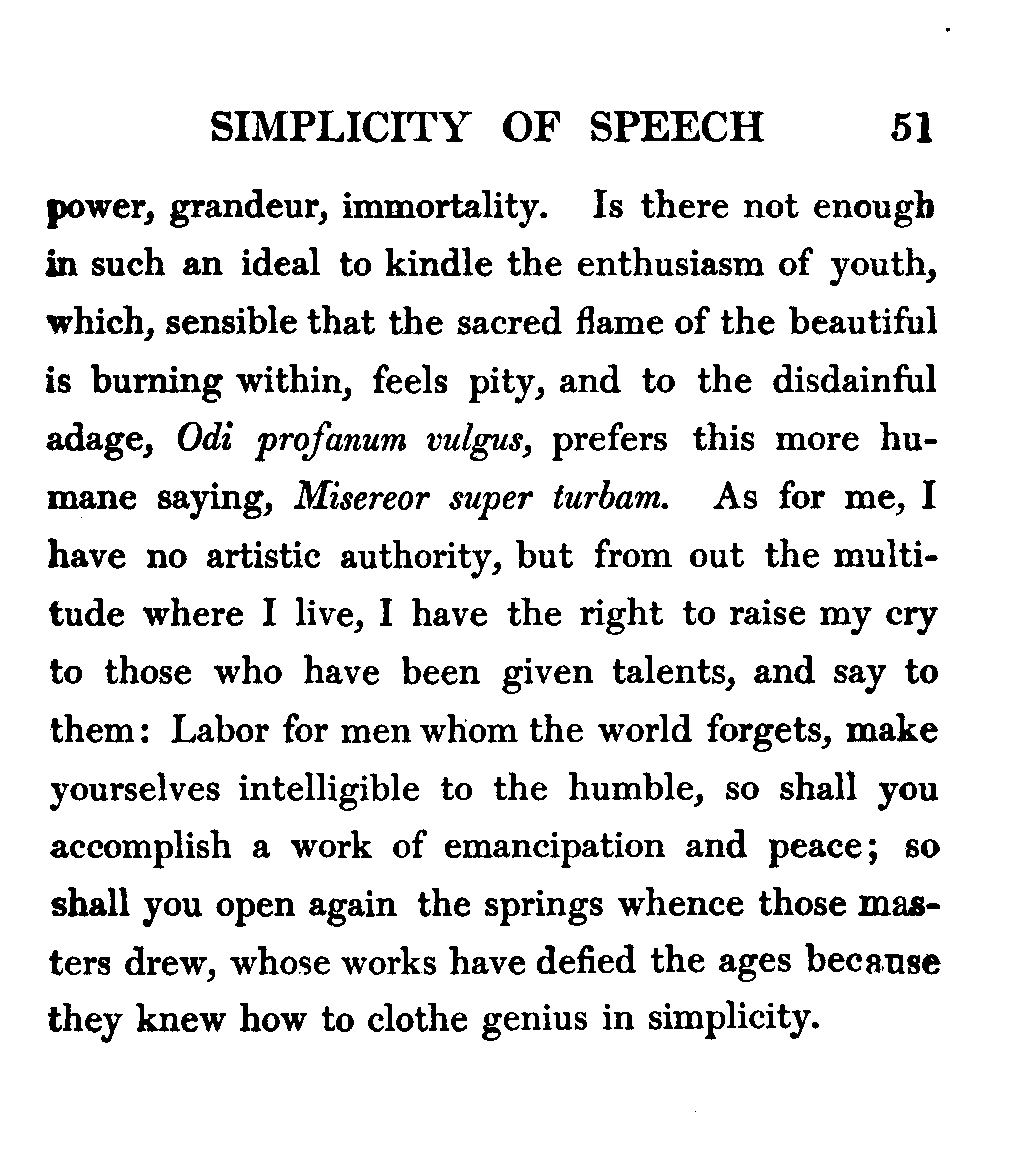 SIMPLICITY OF SPEECH 51
power, grandeur, immortality. Is there not enough
in such an ideal to kindle the enthusiasm of youth,
which, sensible that the sacred flame of the beautiful
is burning within, feels pity, and to the disdainful
adage, Odi profanum vulgus, prefers this more hu-
mane saying, Misereor super turbam. As for me, I
have no artistic authority, but from out the multi-
tude where I live, I have the right to raise my cry
to those who have been given talents, and say to
them: Labor for men whom the world forgets, make
yourselves intelligible to the humble, so shall you
accomplish a work of emancipation and peace; so
shall you open again the springs whence those mas-
ters drew, whose works have defied the ages because
they knew how to clothe genius in simplicity.